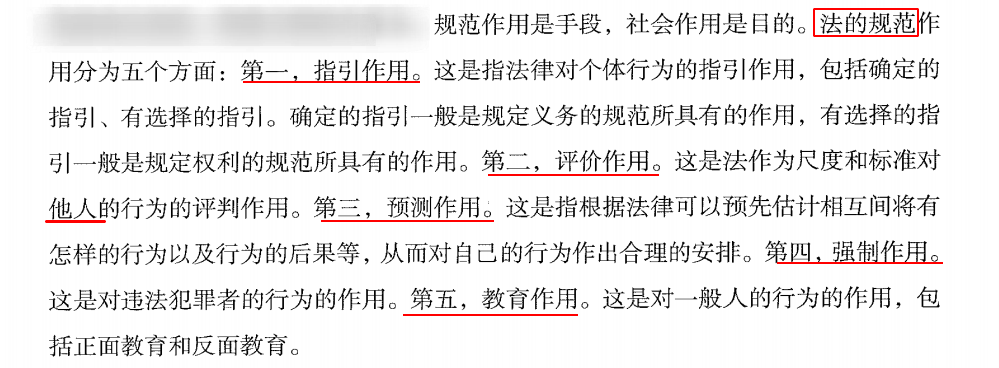 规范作用是手段，社会作用是目的。法的规范作
用分为五个方面：第一，指引作用。这是指法律对个体行为的指引作用，包括确定的
指引、有选择的指引。确定的指引一般是规定义务的规范所具有的作用，有选择的指
引一般是规定权利的规范所具有的作用。第二，评价作用。这是法作为尺度和标准对
他人的行为的评判作用。第三，预测作用。这是指根据法律可以预先估计相互间将有
怎样的行为以及行为的后果等，从而对自己的行为作出合理的安排。第四，强制作用。
这是对违法犯罪者的行为的作用。第五，教育作用。这是对一般人的行为的作用，包
括正面教育和反面教育。